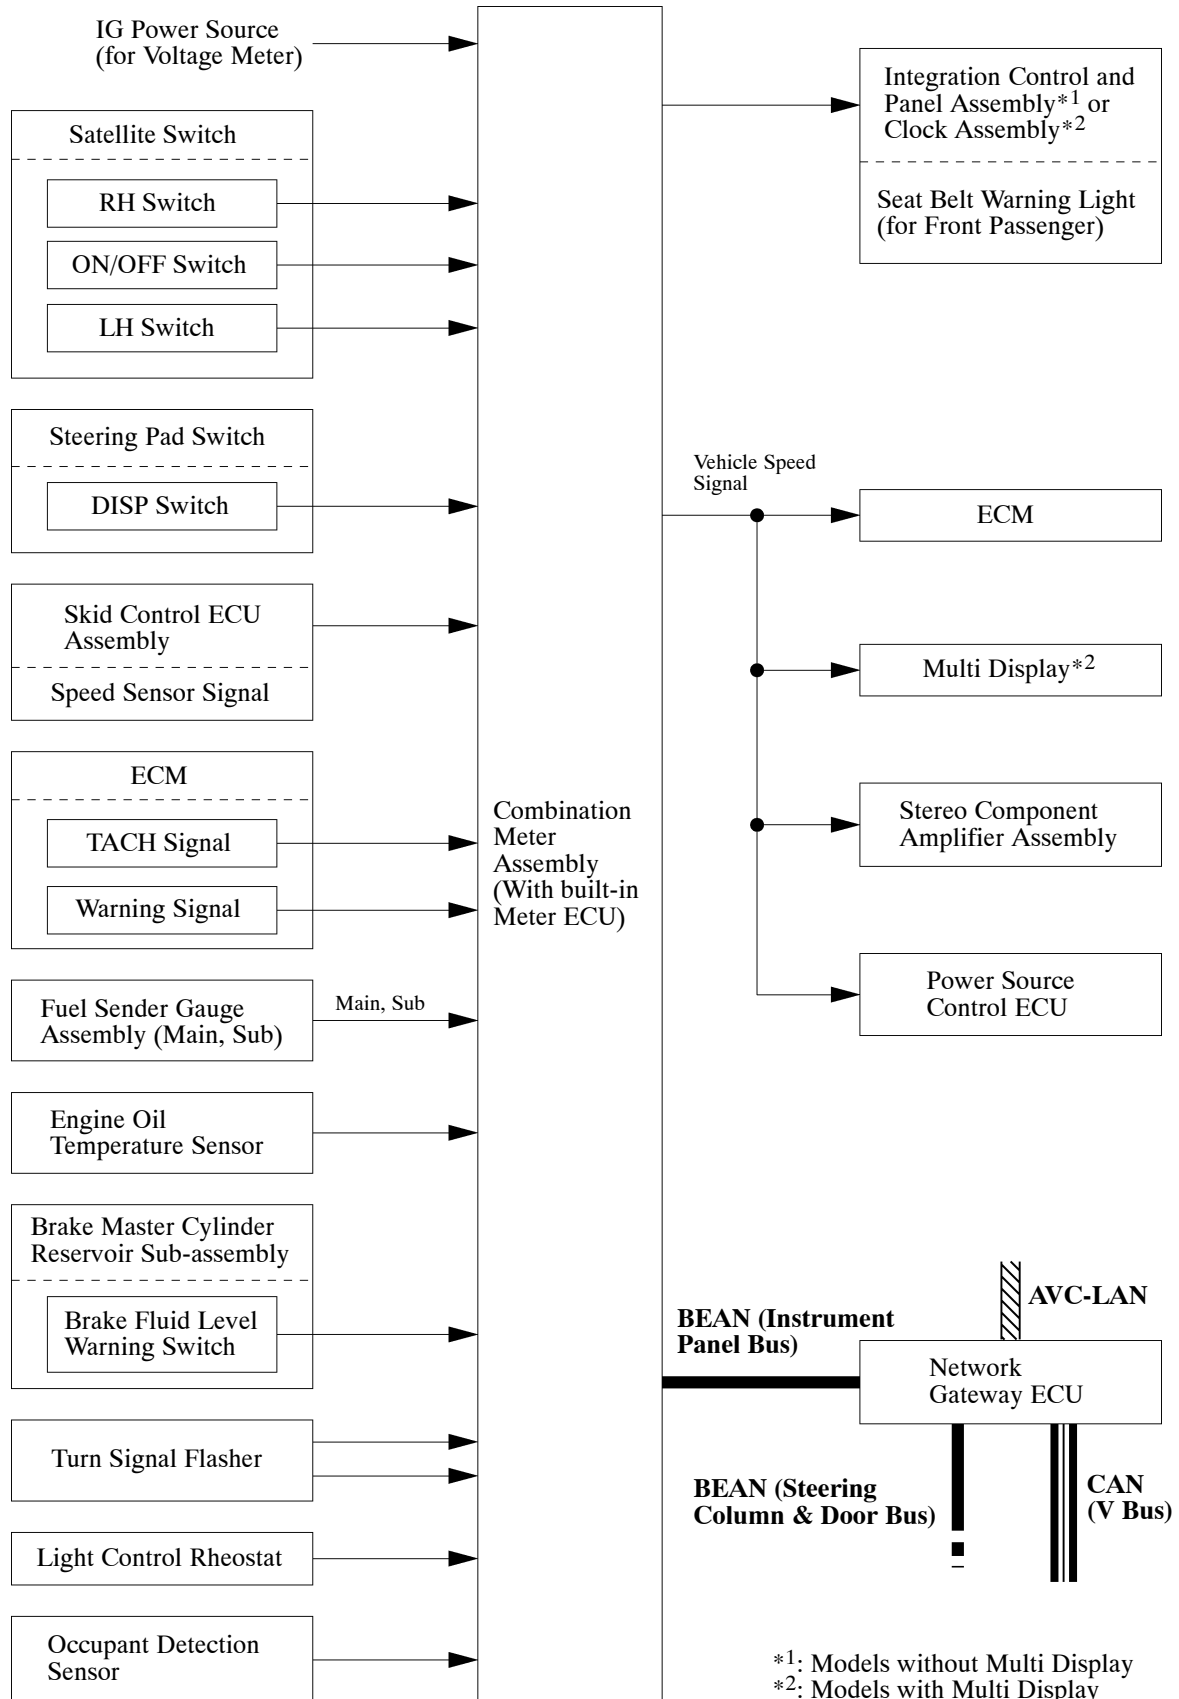 IG Power Source
(for Voltage Meter)
Satellite Switch
RH Switch
ON/OFF Switch
LH Switch
Steering Pad Switch
DISP Switch
Skid Control ECU
Assembly
Speed Sensor Signal
ECM
TACH Signal
Warning Signal
Fuel Sender Gauge
Assembly (Main, Sub)
Main, Sub
Engine Oil
Temperature Sensor
Brake Master Cylinder
Reservoir Sub-assembly
Brake Fluid Level
Warning Switch
Turn Signal Flasher
Light Control Rheostat
Occupant Detection
Sensor
Combination
Meter
Assembly
(With built-in
Meter ECU)
Integration Control and
Panel Assembly*1 or
Clock Assembly*2
Seat Belt Warning Light
(for Front Passenger)
Vehicle Speed
Signal
ECM
Multi Display*2
Stereo Component
Amplifier Assembly
Power Source
Control ECU
AVC-LAN
BEAN (Instrument
Panel Bus)
Network
Gateway ECU
BEAN (Steering
Column & Door Bus)
CAN
(V Bus)
*1: Models without Multi Display
*2: Models with Multi Display